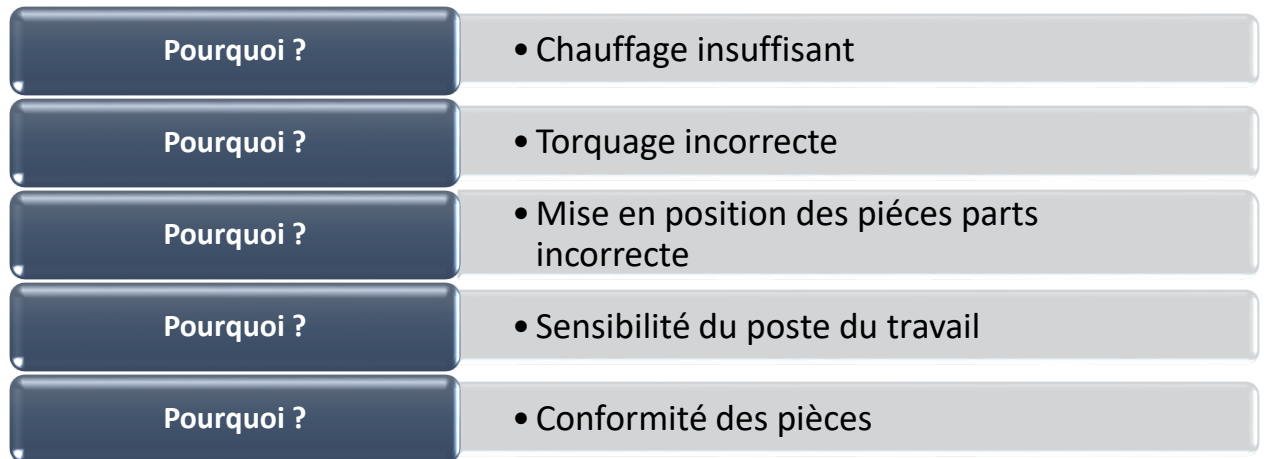 Pourquoi ?
• Chauffage insuffisant
Pourquoi ?
• Torquage incorrecte
Pourquoi ?
• Mise en position des piéces parts
incorrecte
Pourquoi ?
• Sensibilité du poste du travail
Pourquoi ?
• Conformité des pièces